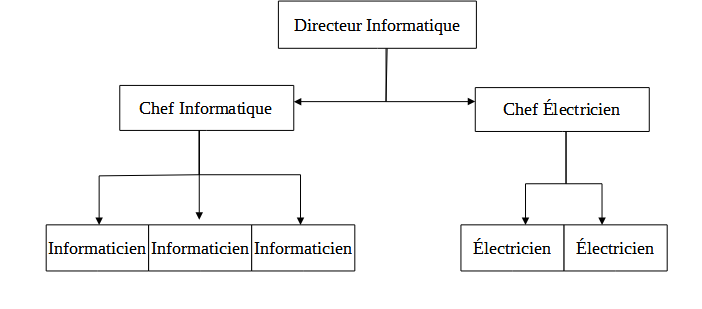 Directeur Informatique
Chef Informatique
Chef Électricien
Informaticien
Informaticien
Informaticien
Électricien
Électricien